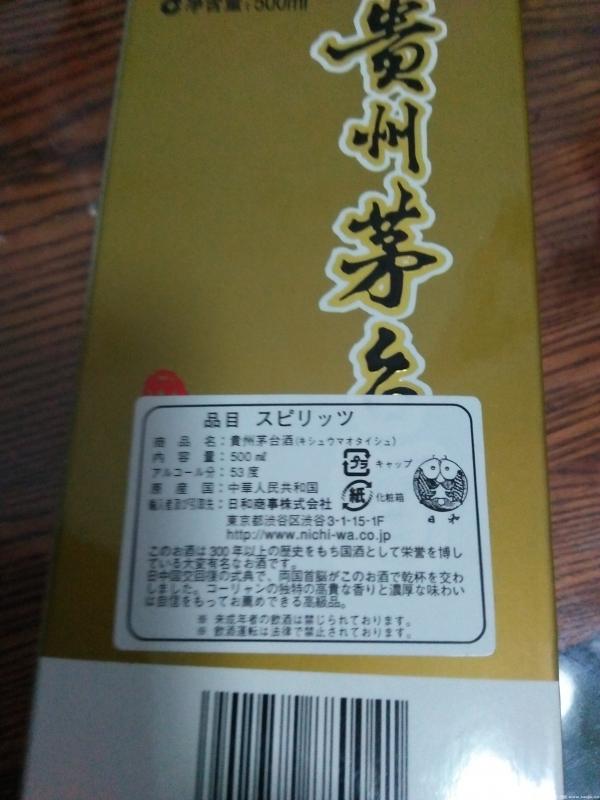 净含量：500ml
貴州茅台
品目 スピリッツ
商品名：貴州茅台酒(キシュウマオタイシュ)
内容量：500㎖
アルコール分：53度
原産国：中華人民共和国
輸入者及び引取先：日和商事株式会社
東京都渋谷区渋谷3-1-15-1F
http://www.nichi-wa.co.jp
プラ キャップ
紙 化粧箱
日和
このお酒は300年以上の歴史をもち国酒として栄誉を博し
ている大変有名なお酒です。
日中国交回復の式典で、両国首脳がこのお酒で乾杯を交わ
しました。コーリャンの独特の高貴な香りと濃厚な味わい
は自信をもってお薦めできる高級品。
※ 未成年者の飲酒は禁じられております。
※ 飲酒運転は法律で禁止されております。